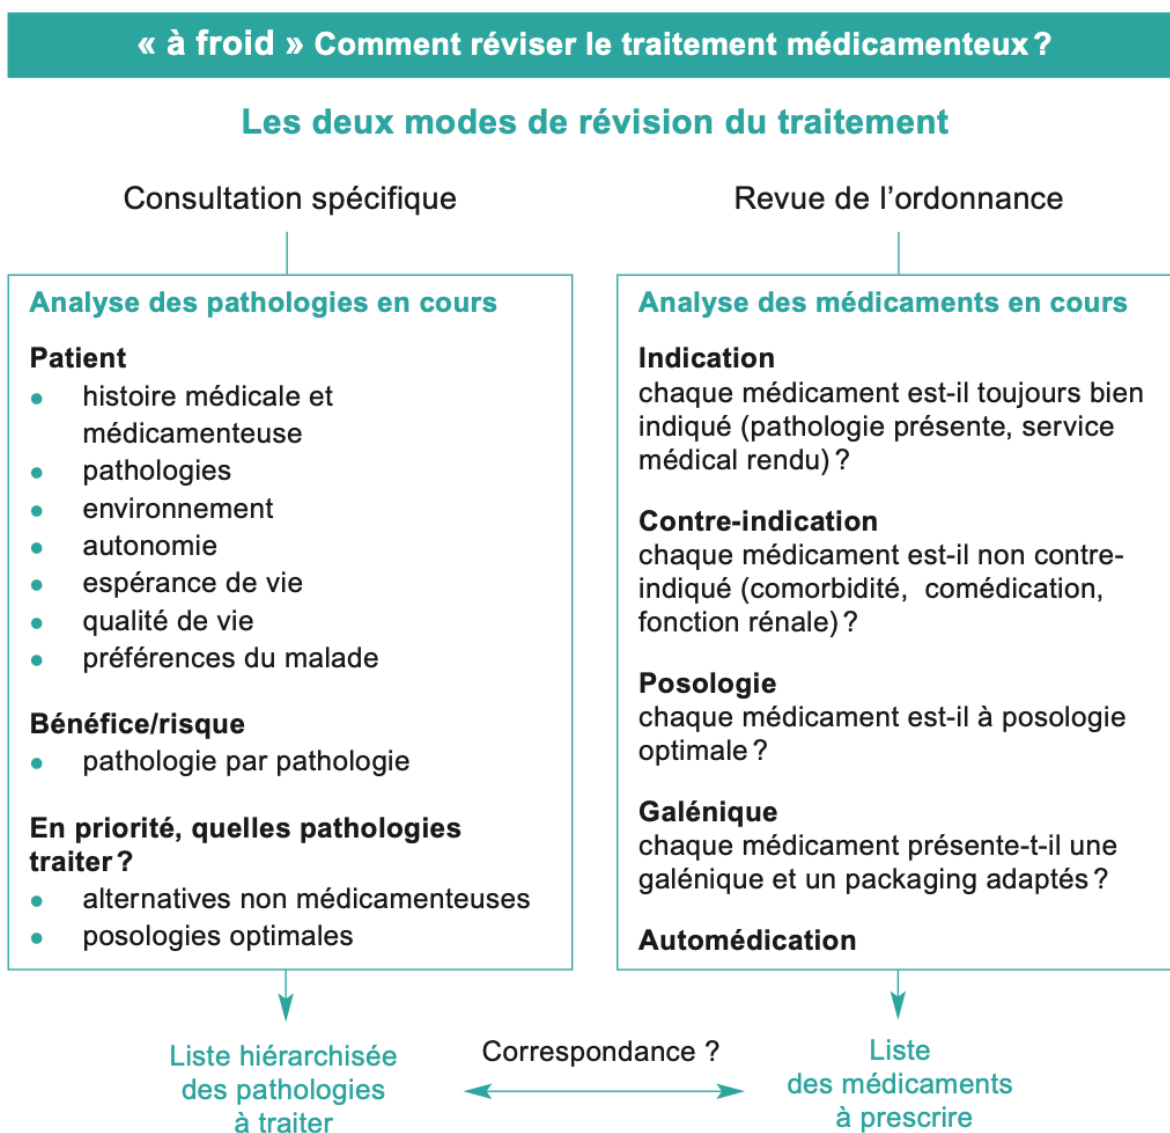 « à froid » Comment réviser le traitement médicamenteux ?
Les deux modes de révision du traitement
Consultation spécifique
Analyse des pathologies en cours
Patient
histoire médicale et
médicamenteuse
pathologies
environnement
autonomie
espérance de vie
qualité de vie
préférences du malade
Bénéfice/risque
pathologie par pathologie
En priorité, quelles pathologies
traiter ?
alternatives non médicamenteuses
posologies optimales
Liste hiérarchisée
des pathologies
à traiter
Revue de l’ordonnance
Analyse des médicaments en cours
Indication
chaque médicament est-il toujours bien
indiqué (pathologie présente, service
médical rendu) ?
Contre-indication
chaque médicament est-il non contre-
indiqué (comorbidité, comédication,
fonction rénale) ?
Posologie
chaque médicament est-il à posologie
optimale ?
Galénique
chaque médicament présente-t-il une
galénique et un packaging adaptés ?
Automédication
Correspondance ?
Liste
des médicaments
à prescrire